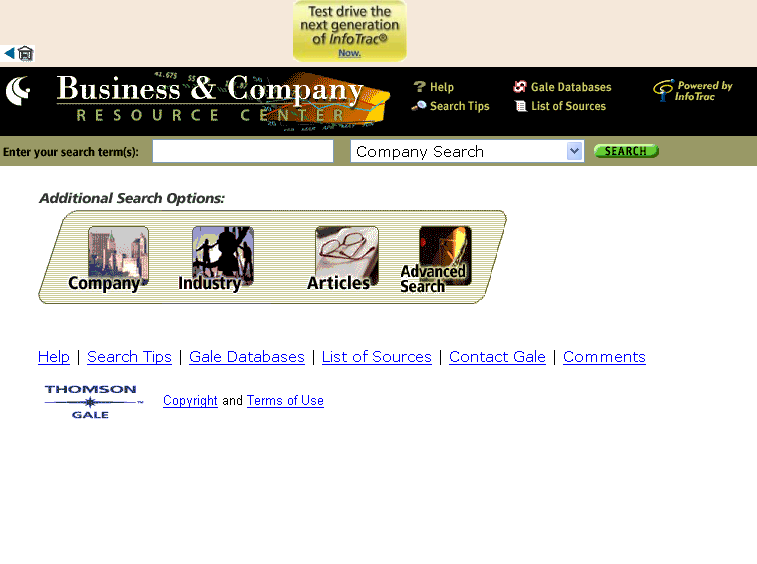 Test drive the
next generation
of InfoTrac®
Now.
Business & Company
RESOURCE CENTER
Help
Gale Databases
Search Tips
List of Sources
Powered by
InfoTrac
Enter your search term(s):
Company Search
SEARCH
Additional Search Options:
Company
Industry
Articles
Advanced
Search
Help | Search Tips | Gale Databases | List of Sources | Contact Gale | Comments
THOMSON
™
GALE
Copyright and Terms of Use